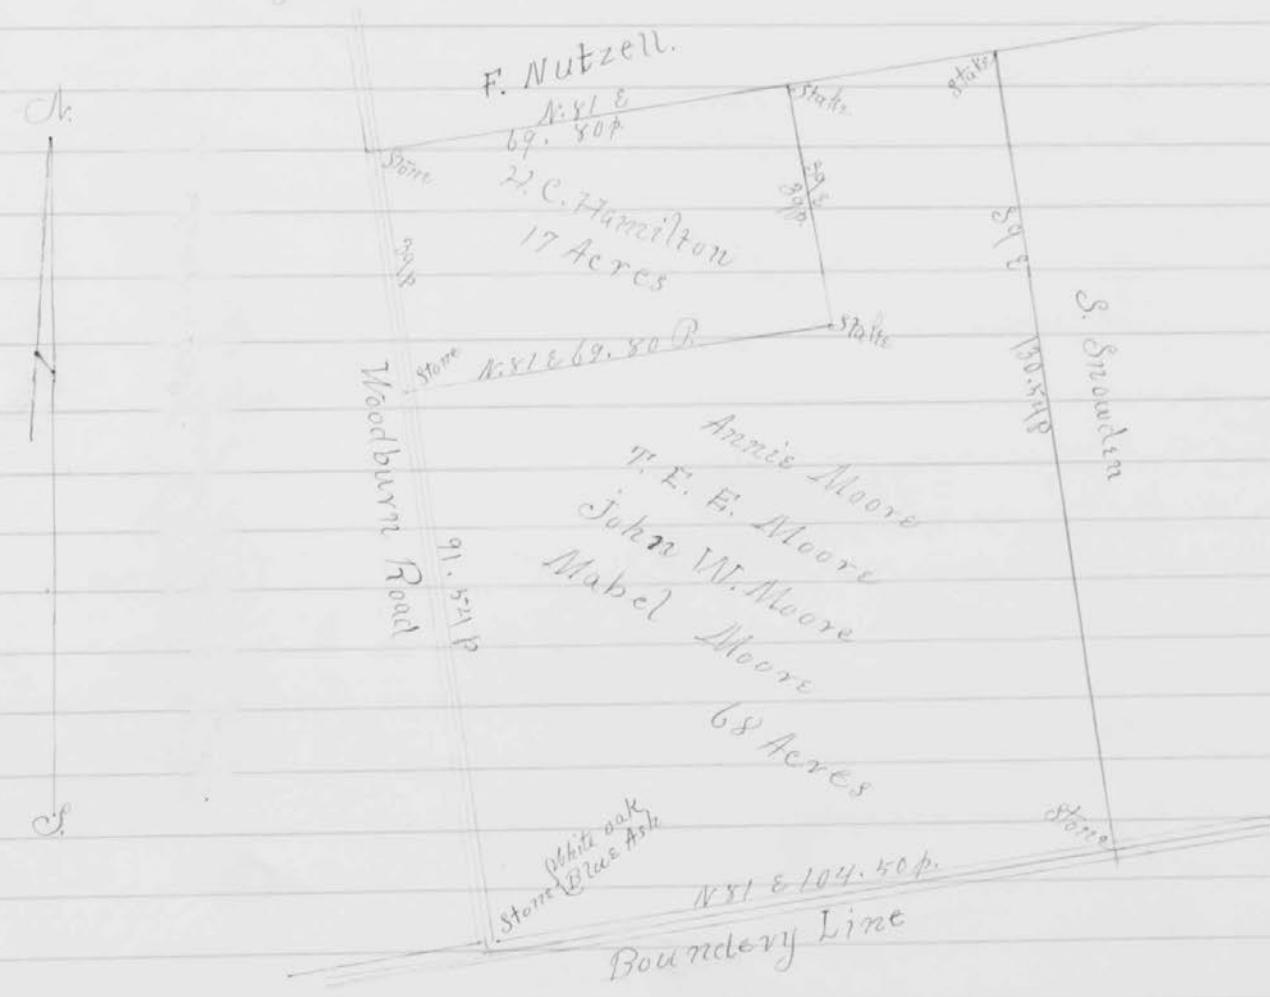 N.
F. Nutzell.
N. 81 E
69. 80 P.
Stone
Stake
Stake
H. C. Hamilton
17 Acres
39 P
S 9 E
39 P.
Stone
N. 81 E 69. 80 P.
Stake
S 9 E
130.54 P
S. Snowden
Woodburn Road
91.54 P
Annie Moore
T. E. E. Moore
John W. Moore
Mabel Moore
68 Acres
S.
Stone
White oak
Blue Ash
Stone
N 81 E 104.50 p.
Boundery Line